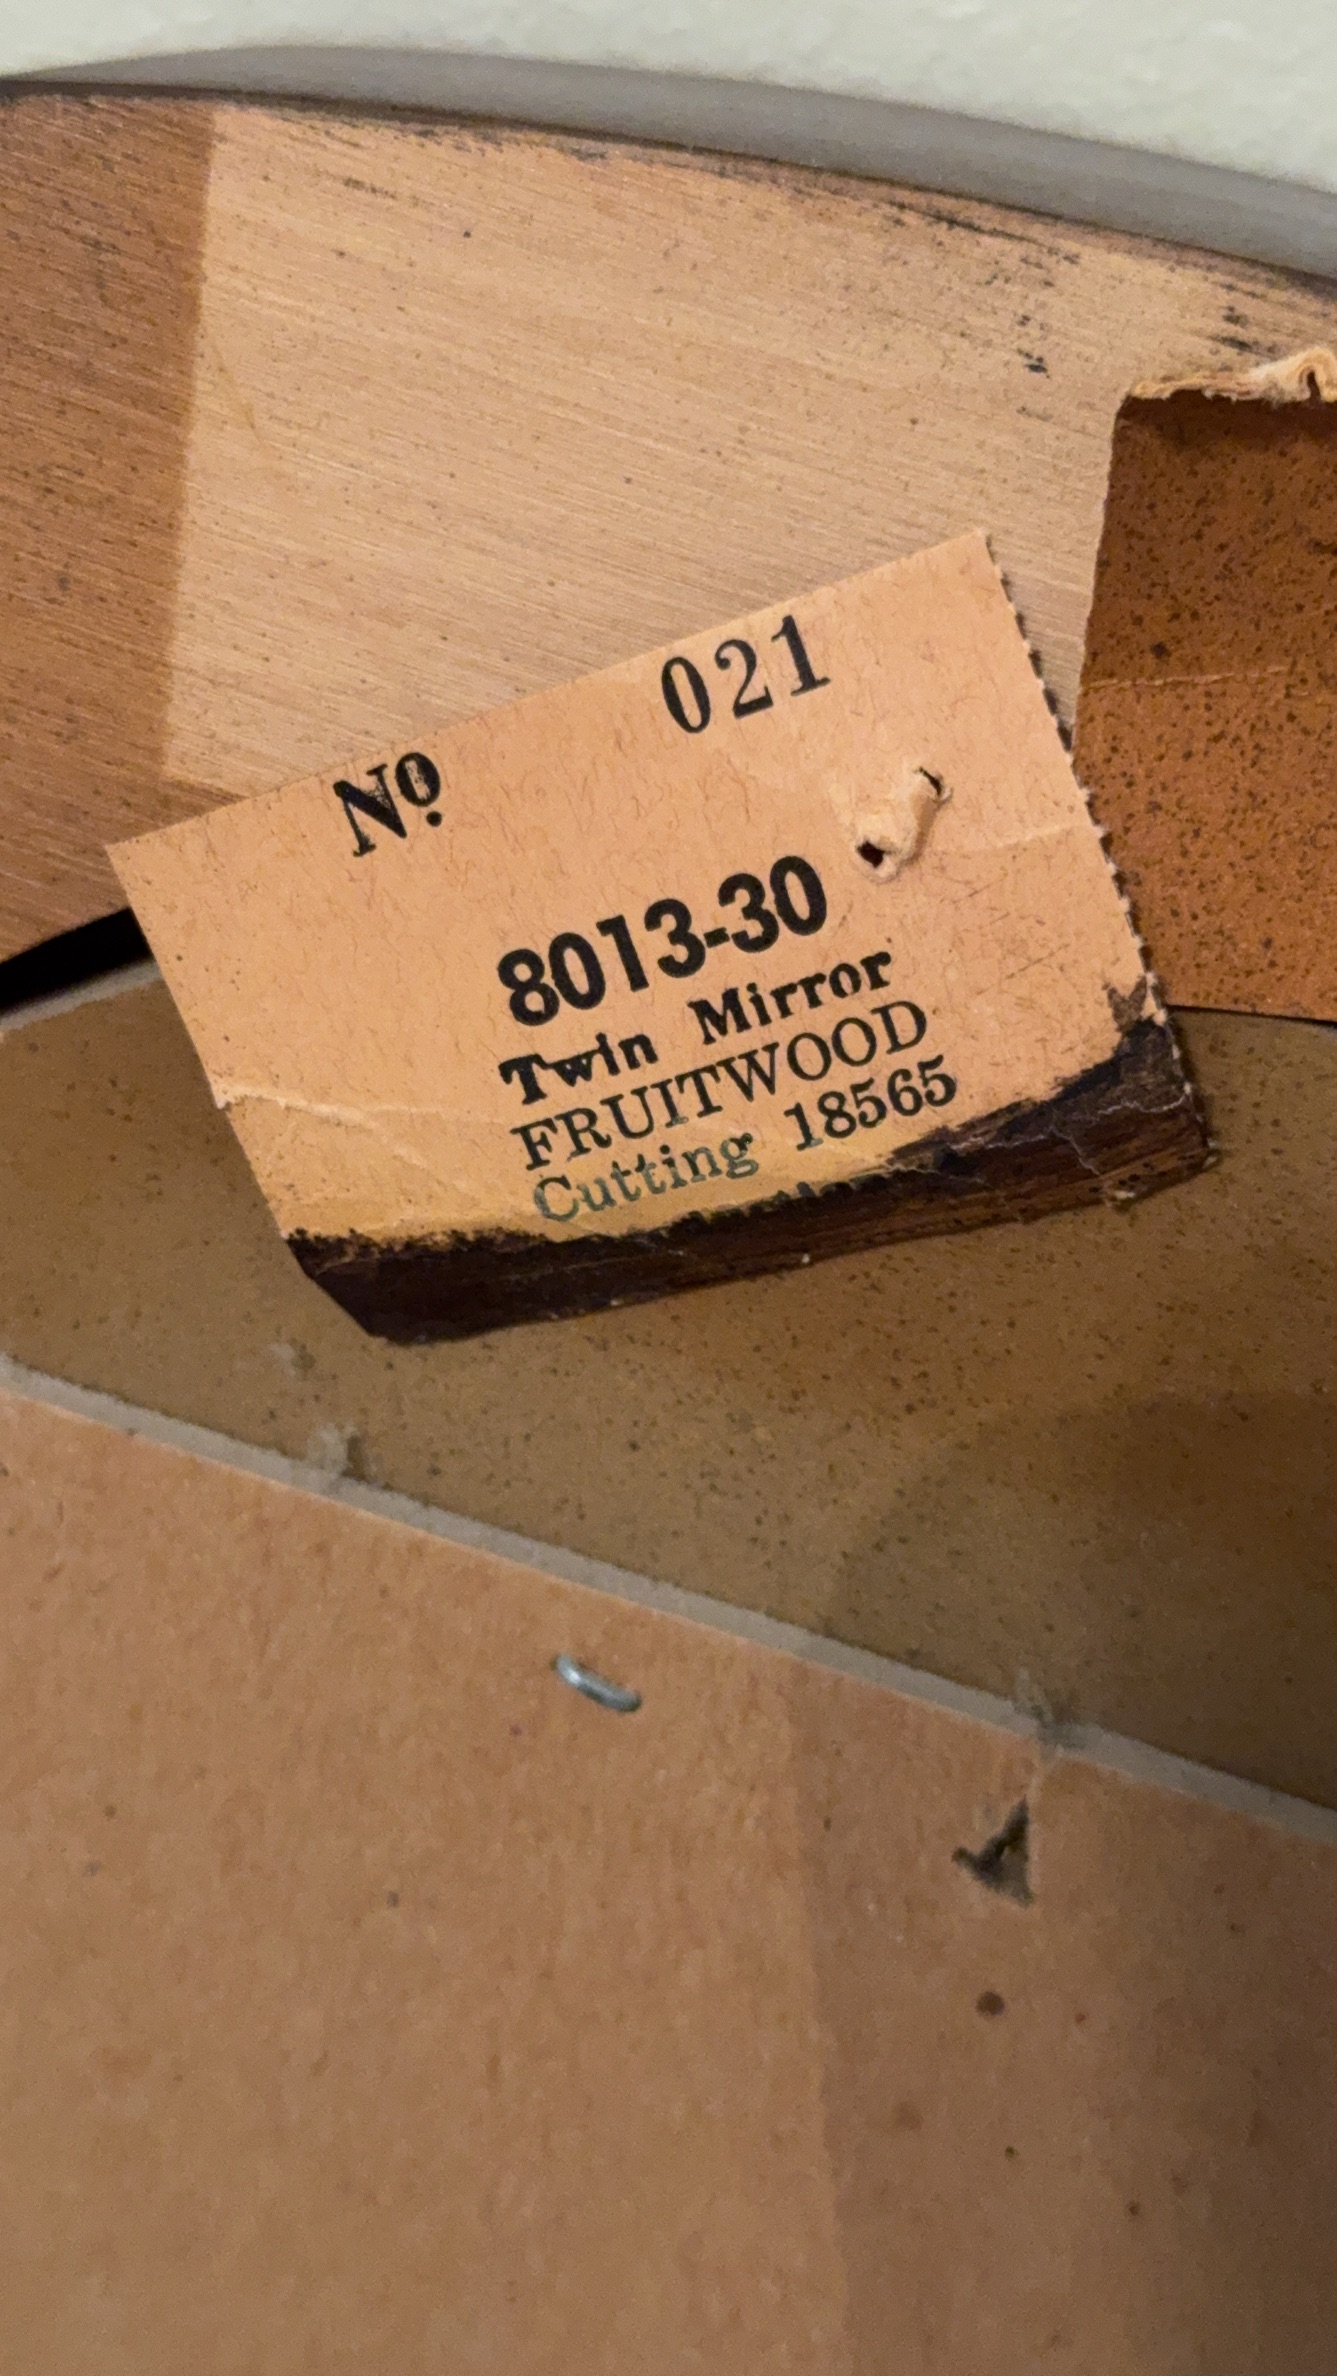 No 021
8013-30
Twin Mirror
FRUITWOOD
Cutting 18565